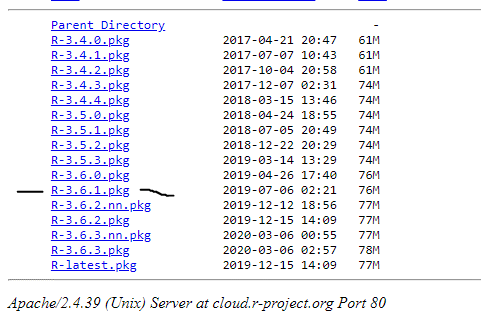 Parent Directory -
R-3.4.0.pkg 2017-04-21 20:47 61M
R-3.4.1.pkg 2017-07-07 10:43 61M
R-3.4.2.pkg 2017-10-04 20:58 61M
R-3.4.3.pkg 2017-12-07 02:31 74M
R-3.4.4.pkg 2018-03-15 13:46 74M
R-3.5.0.pkg 2018-04-24 18:55 74M
R-3.5.1.pkg 2018-07-05 20:49 74M
R-3.5.2.pkg 2018-12-22 20:29 74M
R-3.5.3.pkg 2019-03-14 13:29 74M
R-3.6.0.pkg 2019-04-26 17:40 76M
R-3.6.1.pkg 2019-07-06 02:21 76M
R-3.6.2.nn.pkg 2019-12-12 18:56 77M
R-3.6.2.pkg 2019-12-15 14:09 77M
R-3.6.3.nn.pkg 2020-03-06 00:55 77M
R-3.6.3.pkg 2020-03-06 02:57 78M
R-latest.pkg 2019-12-15 14:09 77M
Apache/2.4.39 (Unix) Server at cloud.r-project.org Port 80